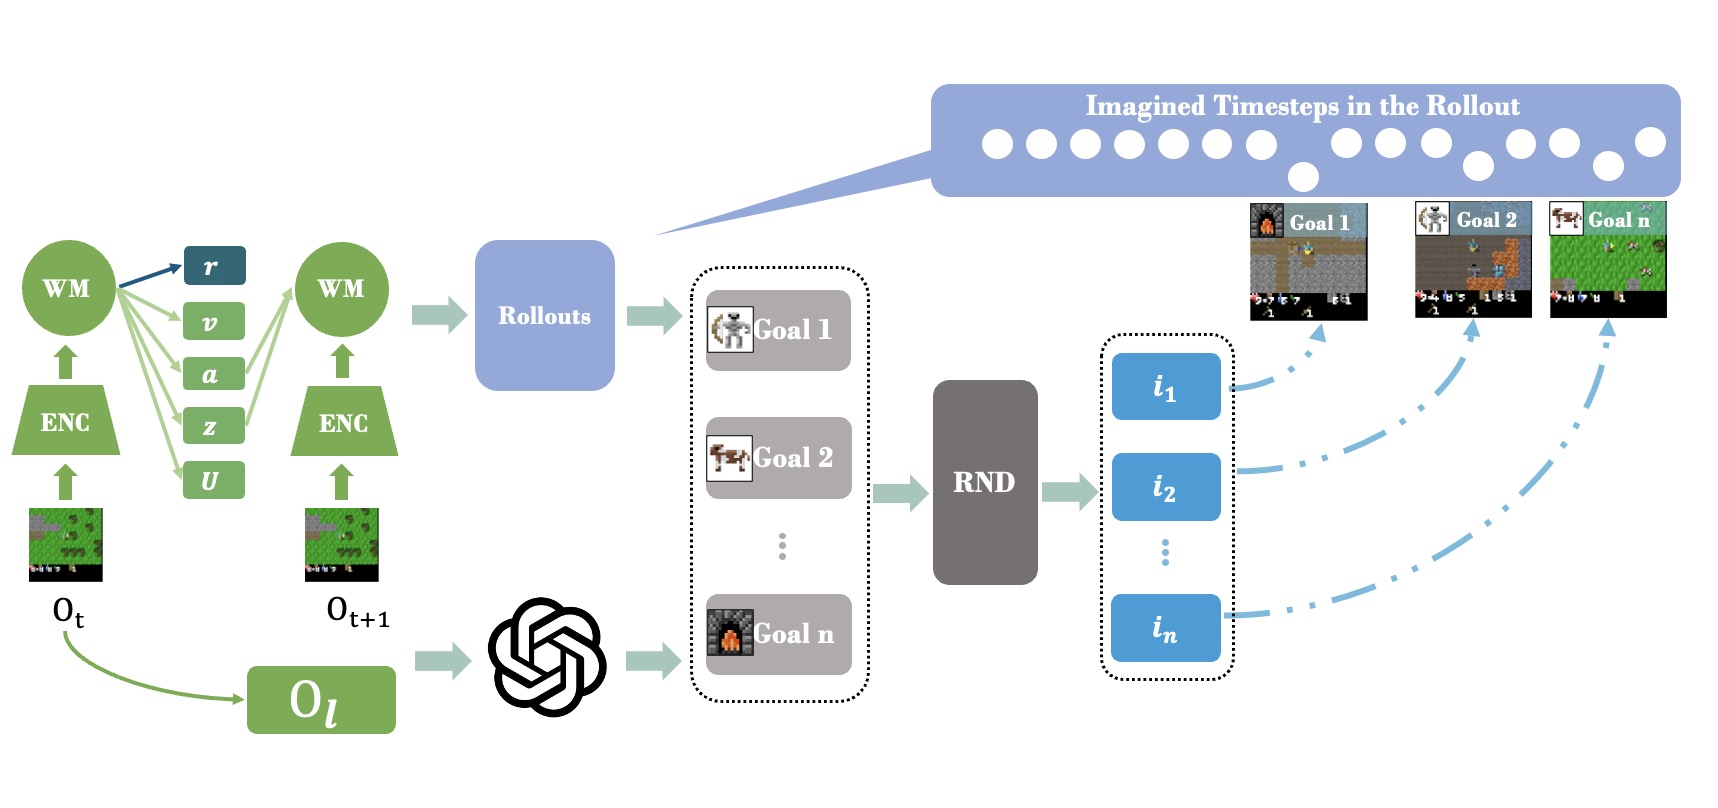 Imagined Timesteps in the Rollout
Goal 1
Goal 2
Goal n
WM
r
v
a
z
U
WM
ENC
ENC
O_t
O_{t+1}
O_l
Rollouts
Goal 1
Goal 2
Goal n
RND
i_1
i_2
i_n